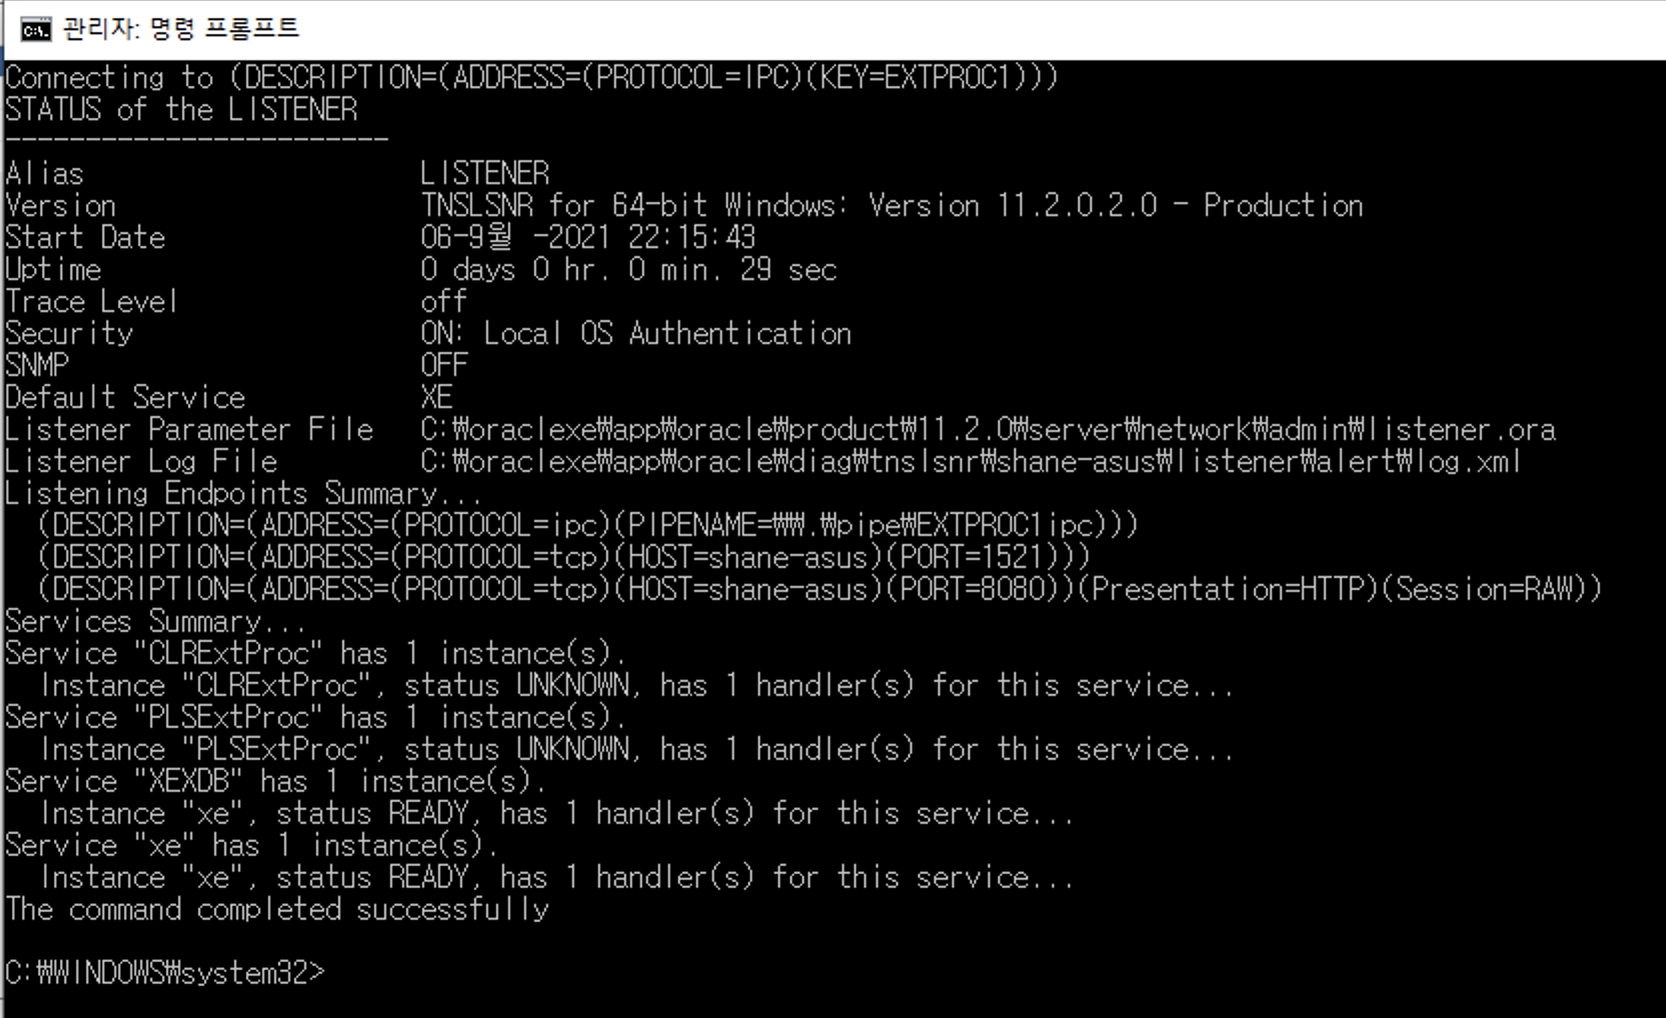 관리자: 명령 프롬프트
Connecting to (DESCRIPTION=(ADDRESS=(PROTOCOL=IPC)(KEY=EXTPROC1)))
STATUS of the LISTENER
------------------------
Alias                     LISTENER
Version                   TNSLSNR for 64-bit Windows: Version 11.2.0.2.0 - Production
Start Date                06-9월 -2021 22:15:43
Uptime                    0 days 0 hr. 0 min. 29 sec
Trace Level               off
Security                  ON: Local OS Authentication
SNMP                      OFF
Default Service           XE
Listener Parameter File   C:₩oraclexe₩app₩oracle₩product₩11.2.0₩server₩network₩admin₩listener.ora
Listener Log File         C:₩oraclexe₩app₩oracle₩diag₩tnslsnr₩shane-asus₩listener₩alert₩log.xml
Listening Endpoints Summary...
  (DESCRIPTION=(ADDRESS=(PROTOCOL=ipc)(PIPENAME=₩₩.₩pipe₩EXTPROC1ipc)))
  (DESCRIPTION=(ADDRESS=(PROTOCOL=tcp)(HOST=shane-asus)(PORT=1521)))
  (DESCRIPTION=(ADDRESS=(PROTOCOL=tcp)(HOST=shane-asus)(PORT=8080))(Presentation=HTTP)(Session=RAW))
Services Summary...
Service "CLRExtProc" has 1 instance(s).
  Instance "CLRExtProc", status UNKNOWN, has 1 handler(s) for this service...
Service "PLSExtProc" has 1 instance(s).
  Instance "PLSExtProc", status UNKNOWN, has 1 handler(s) for this service...
Service "XEXDB" has 1 instance(s).
  Instance "xe", status READY, has 1 handler(s) for this service...
Service "xe" has 1 instance(s).
  Instance "xe", status READY, has 1 handler(s) for this service...
The command completed successfully
C:₩WINDOWS₩system32>